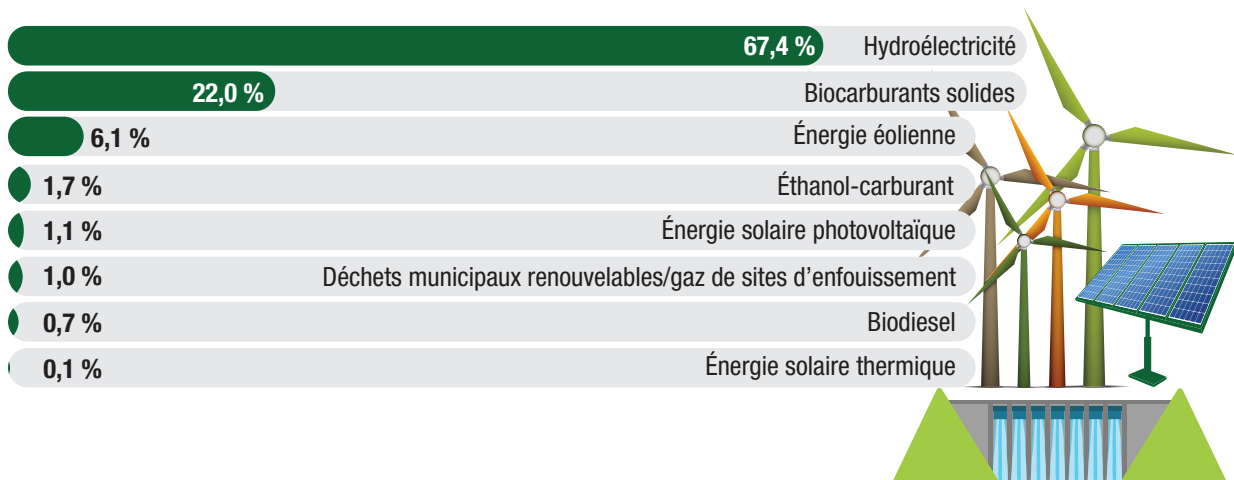 67,4 % Hydroélectricité
22,0 % Biocarburants solides
6,1 % Énergie éolienne
1,7 % Éthanol-carburant
1,1 % Énergie solaire photovoltaïque
1,0 % Déchets municipaux renouvelables/gaz de sites d’enfouissement
0,7 % Biodiesel
0,1 % Énergie solaire thermique